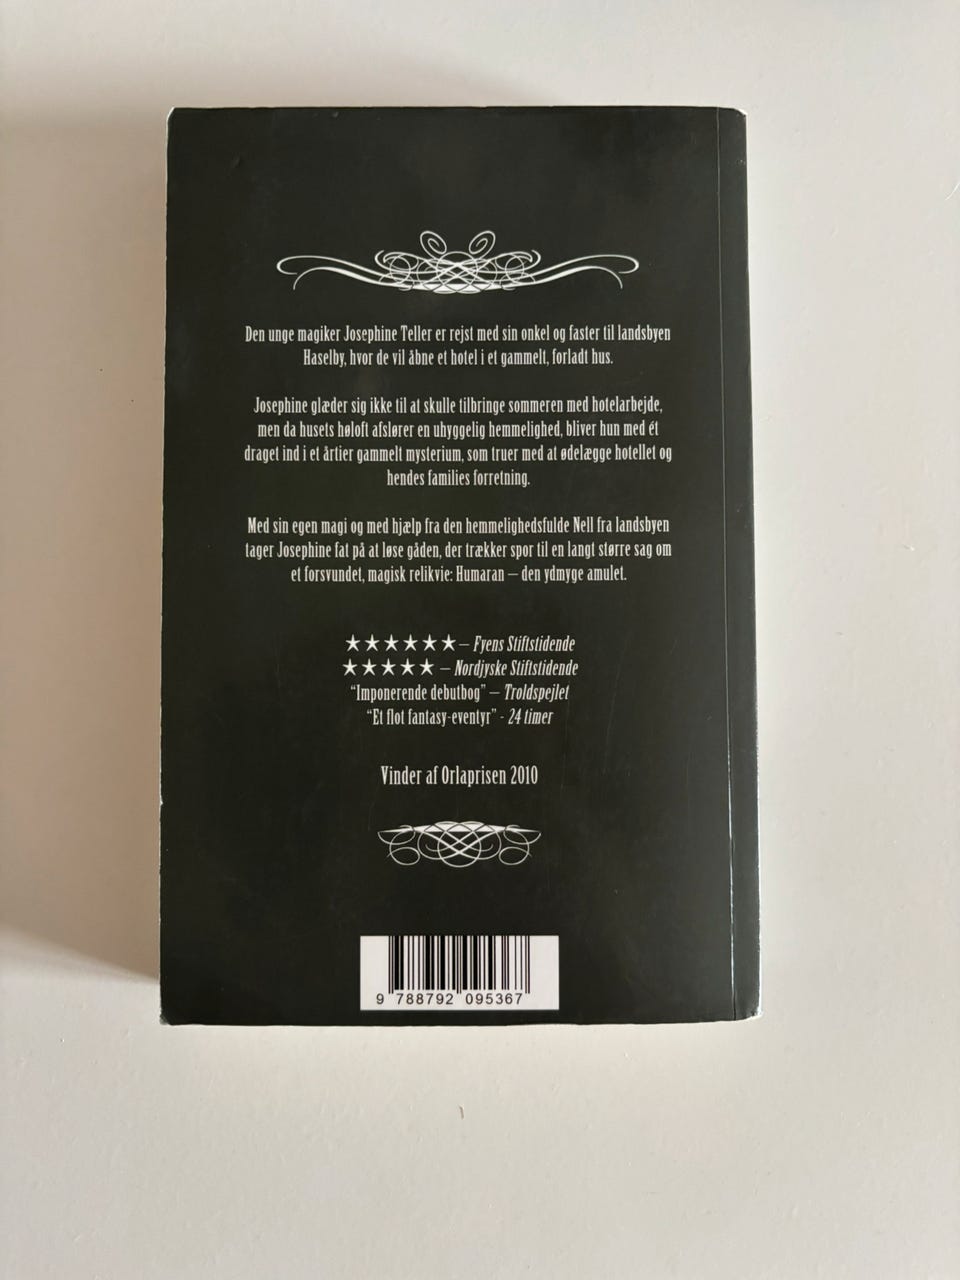 Den unge magiker Josephine Teller er rejst med sin onkel og faster til landsbyen
Haselby, hvor de vil åbne et hotel i et gammelt, forladt hus.
Josephine glæder sig ikke til at skulle tilbringe sommeren med hotelarbejde,
men da husets høloft afslører en uhyggelig hemmelighed, bliver hun med ét
draget ind i et årtier gammelt mysterium, som truer med at ødelægge hotellet og
hendes families forretning.
Med sin egen magi og med hjælp fra den hemmelighedsfulde Nell fra landsbyen
tager Josephine fat på at løse gåden, der trækker spor til en langt større sag om
et forsvundet, magisk relikvie: Humaran – den ydmyge amulet.
★★★★★★ – Fyens Stiftstidende
★★★★★ – Nordjyske Stiftstidende
“Imponerende debutbog” – Troldspejlet
“Et flot fantasy-eventyr” - 24 timer
Vinder af Orlaprisen 2010
9 788792 095367